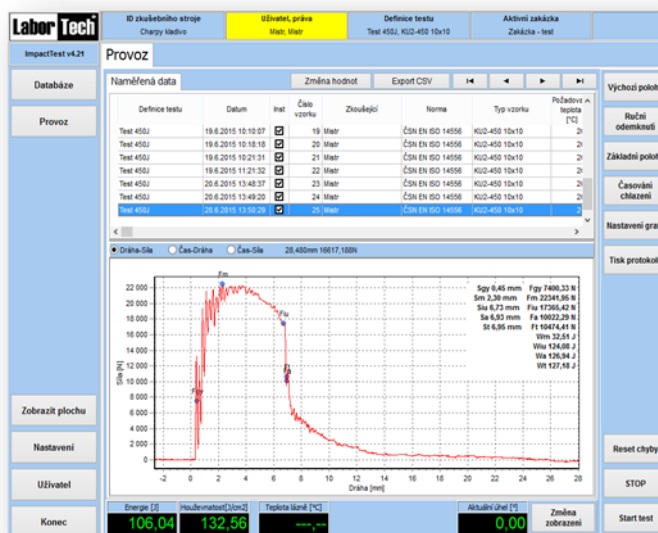 Labor Tech
ID zkušebního stroje
Charpy kladivo
Uživatel, práva
Mistr, Mistr
Definice testu
Test 450J, KU2-450 10x10
Aktivní zakázka
Zakázka - test
ImpactTest v4.21
Provoz
Databáze
Provoz
Zobrazit plochu
Nastavení
Uživatel
Konec
Naměřená data
Změna hodnot
Export CSV
Definice testu Datum Inst Číslo vzorku Zkoušející Norma Typ vzorku Požadova teplota [°C]
Test 450J 19.6.2015 10:10:07 19 Mistr ČSN EN ISO 14556 KU2-450 10x10 2
Test 450J 19.6.2015 10:18:18 20 Mistr ČSN EN ISO 14556 KU2-450 10x10 2
Test 450J 19.6.2015 10:21:31 21 Mistr ČSN EN ISO 14556 KU2-450 10x10 2
Test 450J 19.6.2015 11:21:32 22 Mistr ČSN EN ISO 14556 KU2-450 10x10 2
Test 450J 20.6.2015 13:48:37 23 Mistr ČSN EN ISO 14556 KU2-450 10x10 2
Test 450J 20.6.2015 13:49:20 24 Mistr ČSN EN ISO 14556 KU2-450 10x10 2
Test 450J 20.6.2015 13:50:29 25 Mistr ČSN EN ISO 14556 KU2-450 10x10 2
Dráha-Síla Čas-Dráha Čas-Síla 28,480mm 16617,188N
Síla [N]
22 000
20 000
18 000
16 000
14 000
12 000
10 000
8 000
6 000
4 000
2 000
0
Fm
Fiu
Sgy 0,45 mm Fgy 7400,33 N
Sm 2,30 mm Fm 22341,95 N
Siu 6,73 mm Fiu 17365,42 N
Sa 6,93 mm Fa 10022,29 N
St 6,95 mm Ft 10474,41 N
Wm 32,51 J
Wiu 124,08 J
Wa 126,94 J
Wt 127,18 J
-2 0 2 4 6 8 10 12 14 16 18 20 22 24 26 28
Dráha [mm]
Energie [J]
106,04
Houževnatost[J/cm2]
132,56
Teplota lázně [°C]
---,--
Aktuální úhel [°]
0,00
Změna
zobrazení
Výchozí poloh
Ruční
odemknutí
Základní poloh
Časování
chlazení
Nastavení graf
Tisk protokol
Reset chyby
STOP
Start test